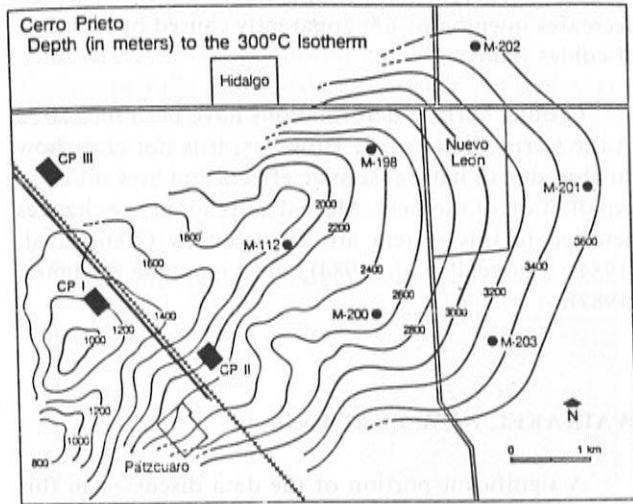 Cerro Prieto
Depth (in meters) to the 300°C Isotherm
M-202
Hidalgo
Nuevo
León
CP III
M-198
M-201
2000
1800
2200
M-112
3600
1600
2400
3400
CP I
1400
2600
3200
1200
M-200
3000
1000
2800
M-203
CP II
1200
1000
N
800
Pátzcuaro
0
1 km